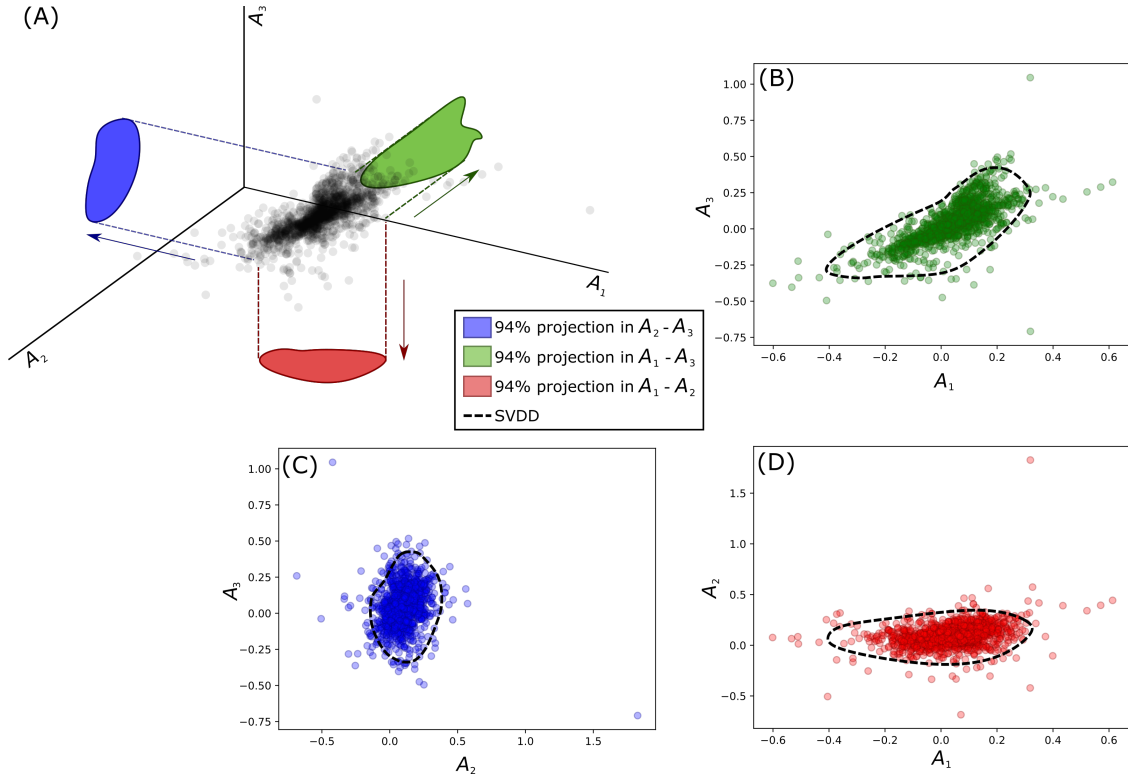 (A)
A₃
A₁
A₂
94% projection in A₂ - A₃
94% projection in A₁ - A₃
94% projection in A₁ - A₂
SVDD
(B)
1.00
0.75
0.50
0.25
0.00
−0.25
−0.50
−0.75
A₃
−0.6
−0.4
−0.2
0.0
0.2
0.4
0.6
A₁
(C)
1.00
0.75
0.50
0.25
0.00
−0.25
−0.50
−0.75
A₃
−0.5
0.0
0.5
1.0
1.5
A₂
(D)
1.5
1.0
0.5
0.0
−0.5
A₂
−0.6
−0.4
−0.2
0.0
0.2
0.4
0.6
A₁